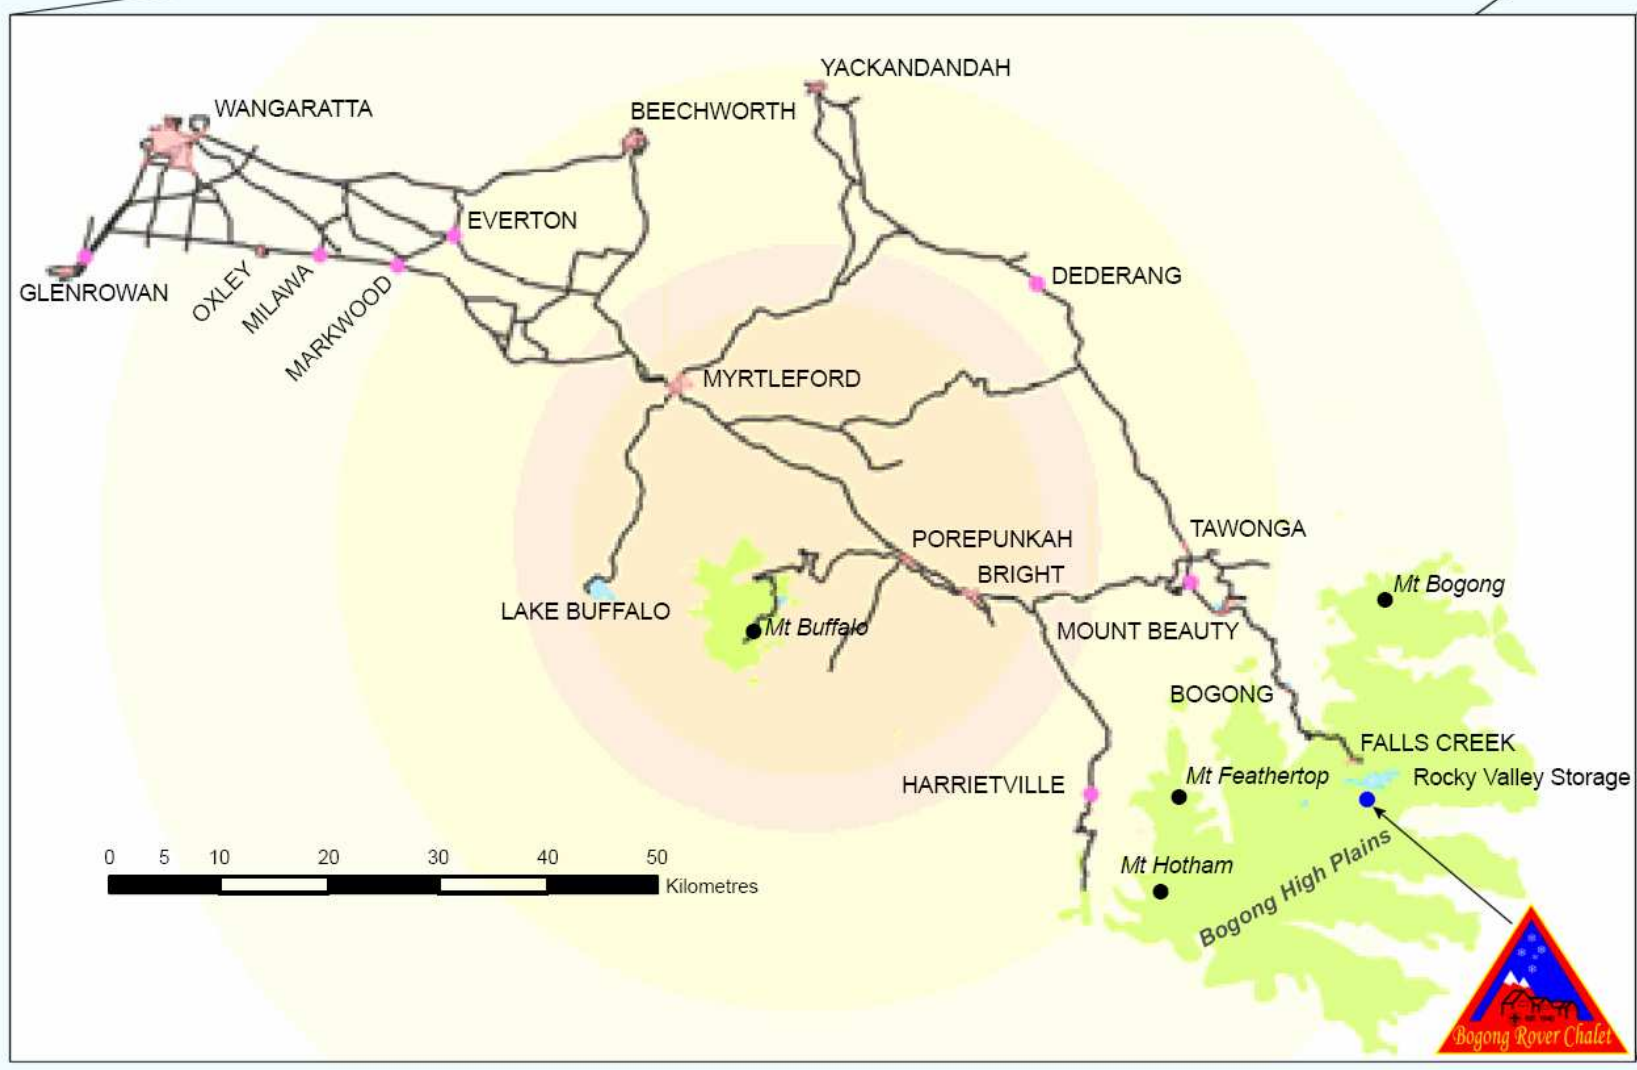 YACKANDANDAH
WANGARATTA
BEECHWORTH
EVERTON
GLENROWAN
OXLEY
MILAWA
MARKWOOD
DEDERANG
MYRTLEFORD
TAWONGA
POREPUNKAH
BRIGHT
Mt Bogong
LAKE BUFFALO
Mt Buffalo
MOUNT BEAUTY
BOGONG
FALLS CREEK
HARRIETVILLE
Mt Feathertop
Rocky Valley Storage
0 5 10 20 30 40 50
Kilometres
Mt Hotham
Bogong High Plains
Bogong Rover Chalet